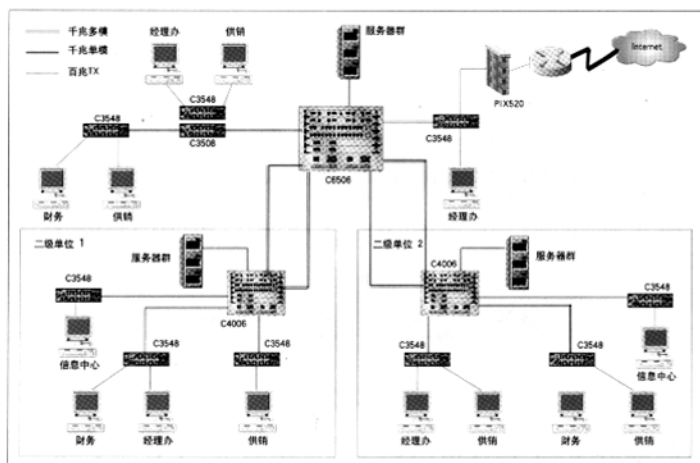 千兆多模
千兆单模
百兆TX
经理办
供销
服务器群
Internet
PIX520
C3548
C3548
C3508
C3548
C6506
财务
供销
经理办
二级单位 1
服务器群
C3548
C4006
信息中心
C3548
C3548
财务
经理办
供销
二级单位 2
C4006
服务器群
C3548
C3548
C3548
信息中心
经理办
供销
财务
供销